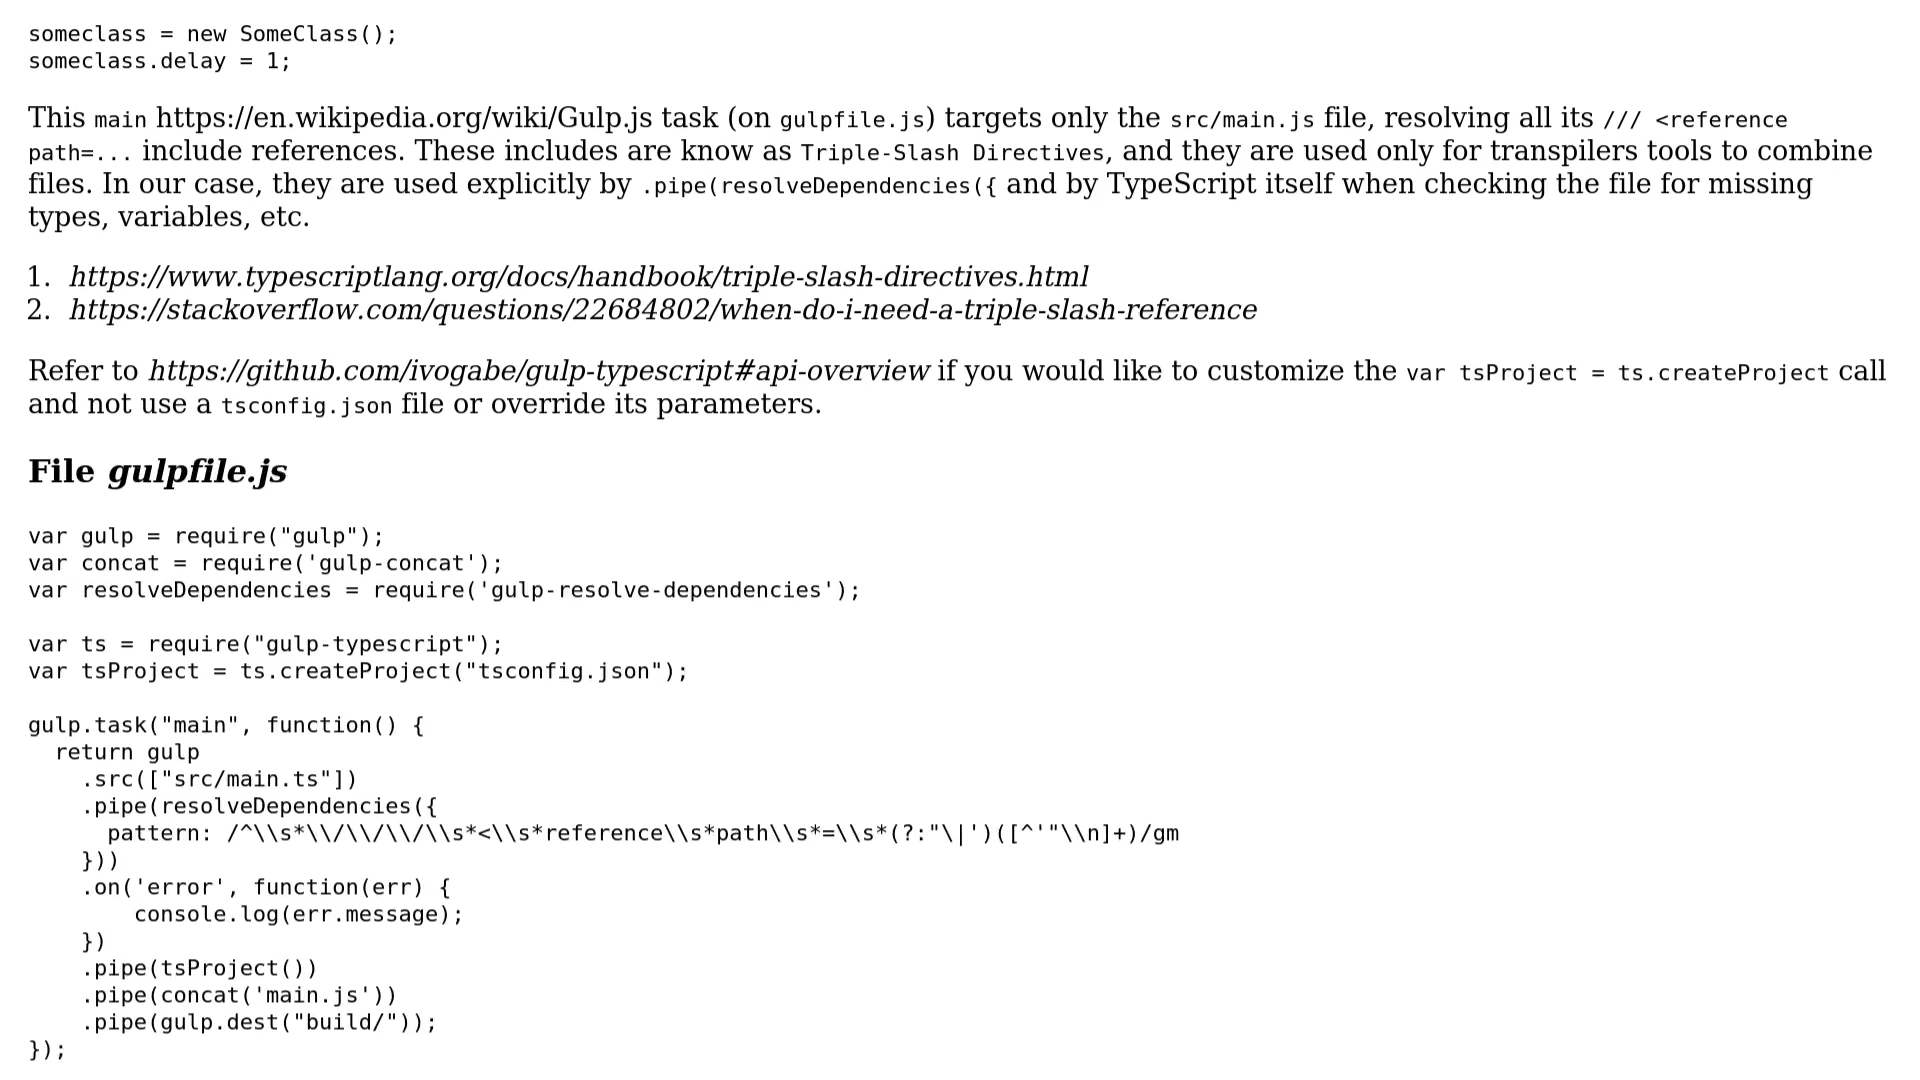 someclass = new SomeClass();
someclass.delay = 1;
This main https://en.wikipedia.org/wiki/Gulp.js task (on gulpfile.js) targets only the src/main.js file, resolving all its /// <reference
path=... include references. These includes are know as Triple-Slash Directives, and they are used only for transpilers tools to combine
files. In our case, they are used explicitly by .pipe(resolveDependencies({ and by TypeScript itself when checking the file for missing
types, variables, etc.
1. https://www.typescriptlang.org/docs/handbook/triple-slash-directives.html
2. https://stackoverflow.com/questions/22684802/when-do-i-need-a-triple-slash-reference
Refer to https://github.com/ivogabe/gulp-typescript#api-overview if you would like to customize the var tsProject = ts.createProject call
and not use a tsconfig.json file or override its parameters.
File gulpfile.js
var gulp = require("gulp");
var concat = require('gulp-concat');
var resolveDependencies = require('gulp-resolve-dependencies');
var ts = require("gulp-typescript");
var tsProject = ts.createProject("tsconfig.json");
gulp.task("main", function() {
  return gulp
    .src(["src/main.ts"])
    .pipe(resolveDependencies({
      pattern: /^\\s*\\/\\/\\/\\s*<\\s*reference\\s*path\\s*=\\s*(?:"\|')([^'"\\n]+)/gm
    }))
    .on('error', function(err) {
        console.log(err.message);
    })
    .pipe(tsProject())
    .pipe(concat('main.js'))
    .pipe(gulp.dest("build/"));
});